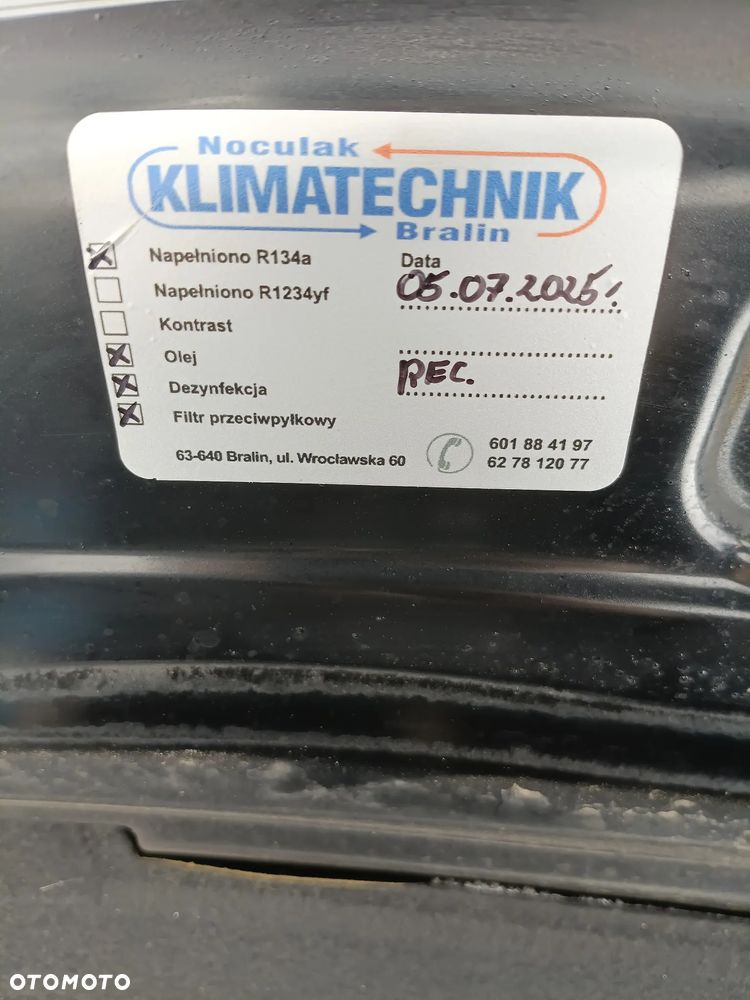 Noculak
KLIMATECHNIK
Bralin
Napełniono R134a
Data
Napełniono R1234yf
05.07.2025r.
Kontrast
Olej
Dezynfekcja
REC.
Filtr przeciwpyłkowy
63-640 Bralin, ul. Wrocławska 60
601 88 41 97
62 78 120 77
OTOMOTO